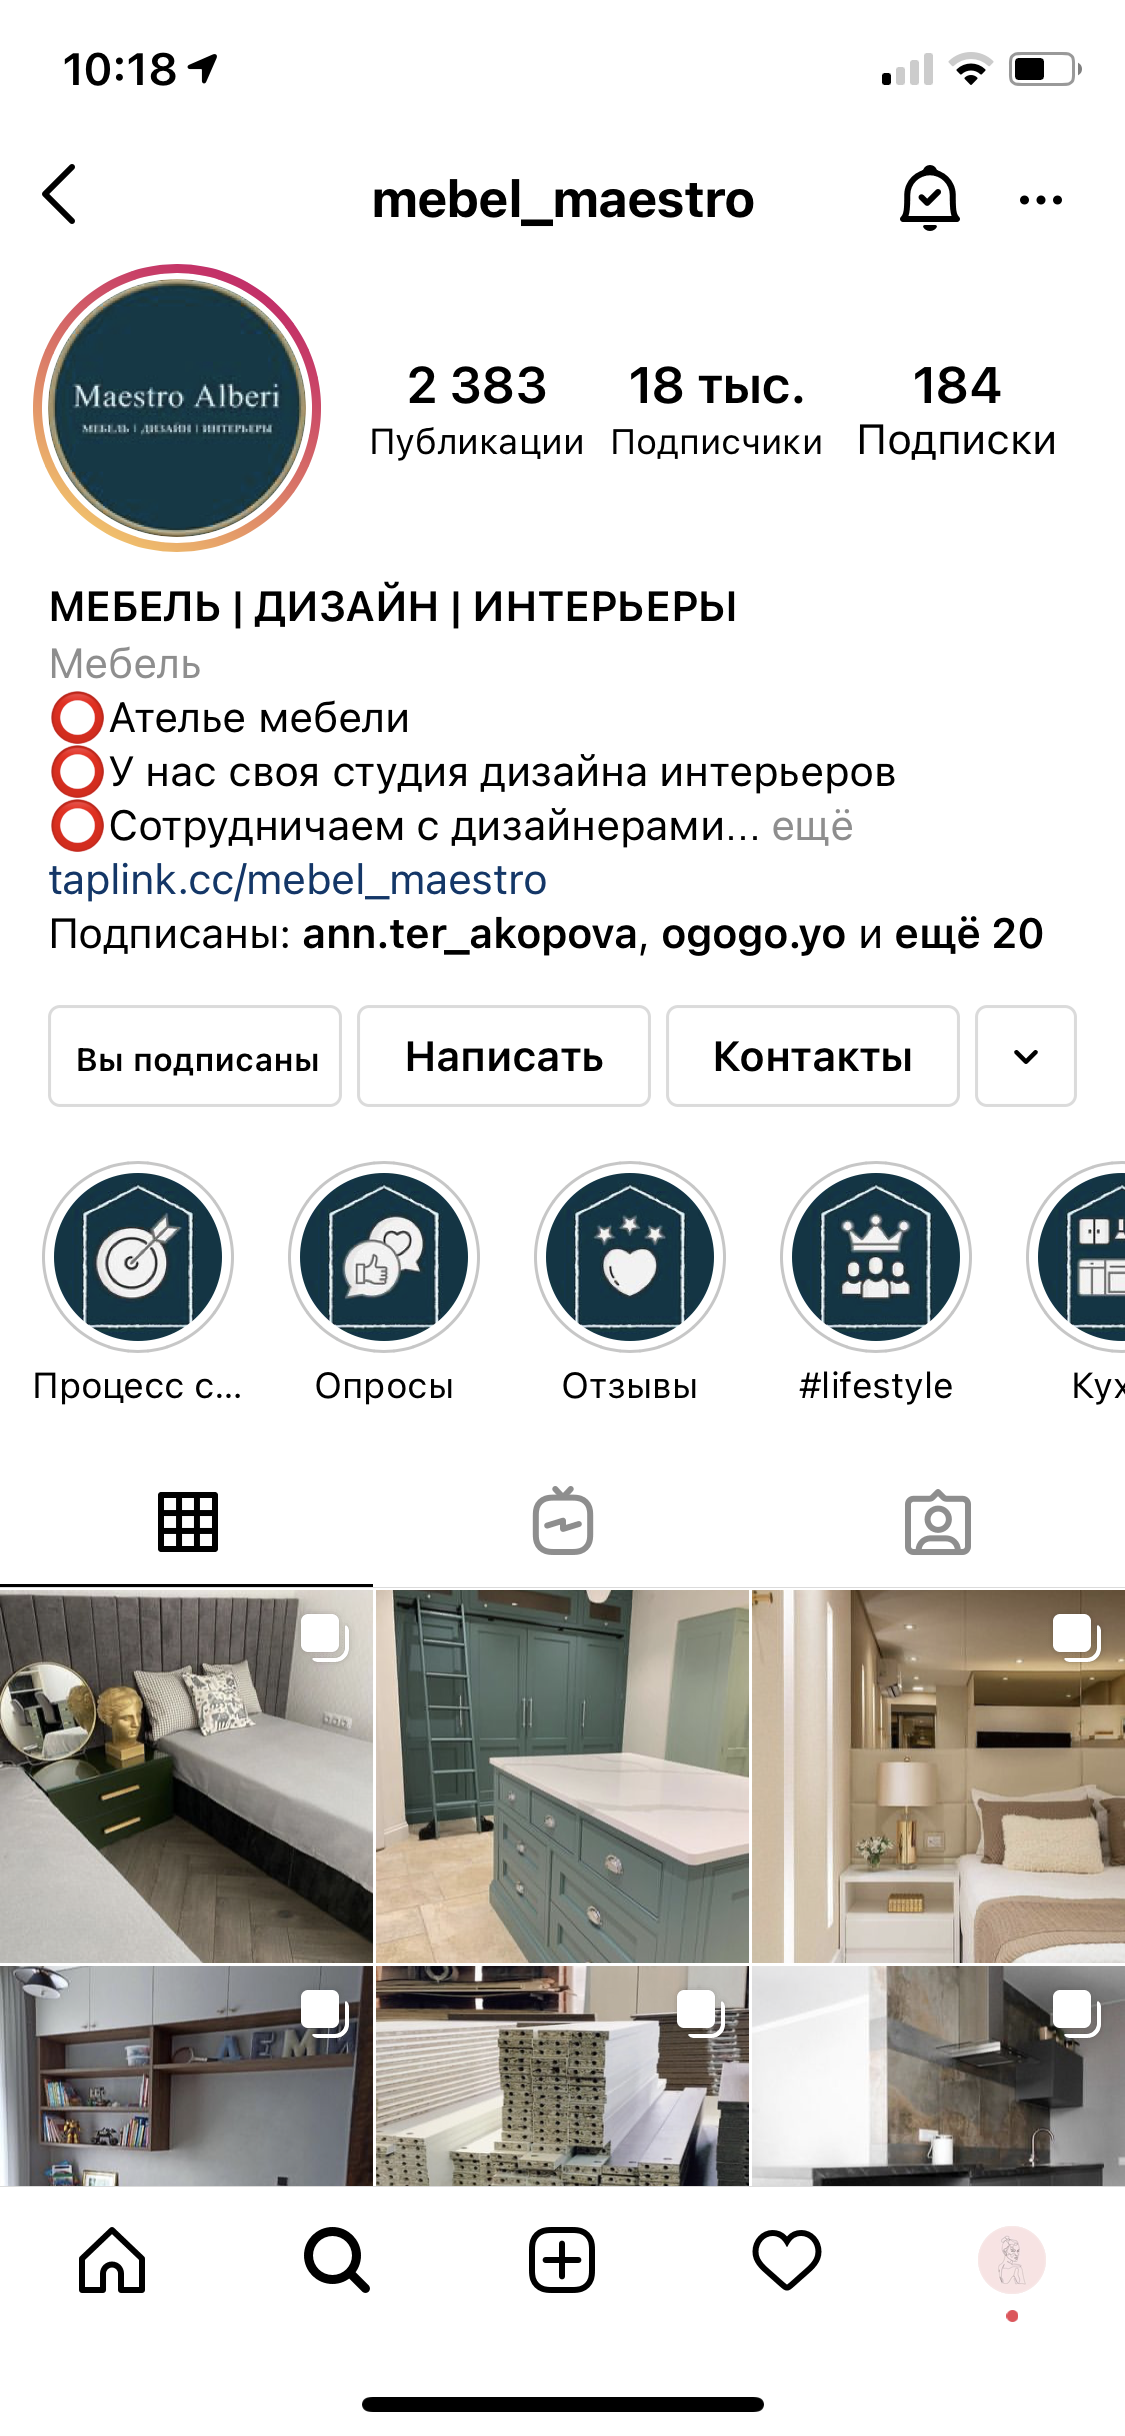 10:18
mebel_maestro
Maestro Alberi
МЕБЕЛЬ | ДИЗАЙН | ИНТЕРЬЕРЫ
2 383
18 тыс.
184
Публикации
Подписчики
Подписки
МЕБЕЛЬ | ДИЗАЙН | ИНТЕРЬЕРЫ
Мебель
Ателье мебели
У нас своя студия дизайна интерьеров
Сотрудничаем с дизайнерами... ещё
taplink.cc/mebel_maestro
Подписаны: ann.ter_akopova, ogogo.yo и ещё 20
Вы подписаны
Написать
Контакты
Процесс с...
Опросы
Отзывы
#lifestyle
Кух